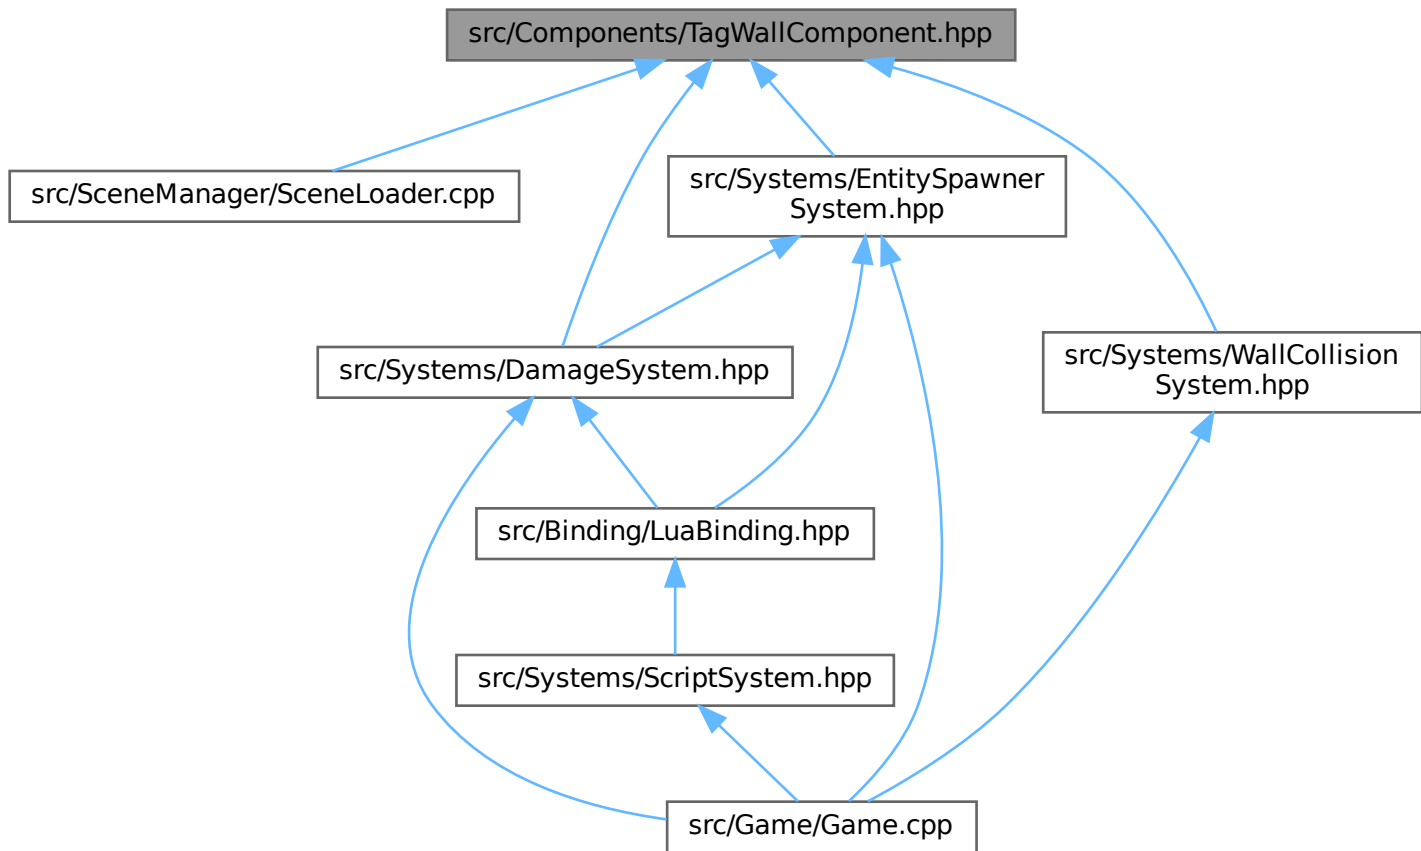 src/Components/TagWallComponent.hpp
src/SceneManager/SceneLoader.cpp
src/Systems/EntitySpawner
System.hpp
src/Systems/DamageSystem.hpp
src/Systems/WallCollision
System.hpp
src/Binding/LuaBinding.hpp
src/Systems/ScriptSystem.hpp
src/Game/Game.cpp